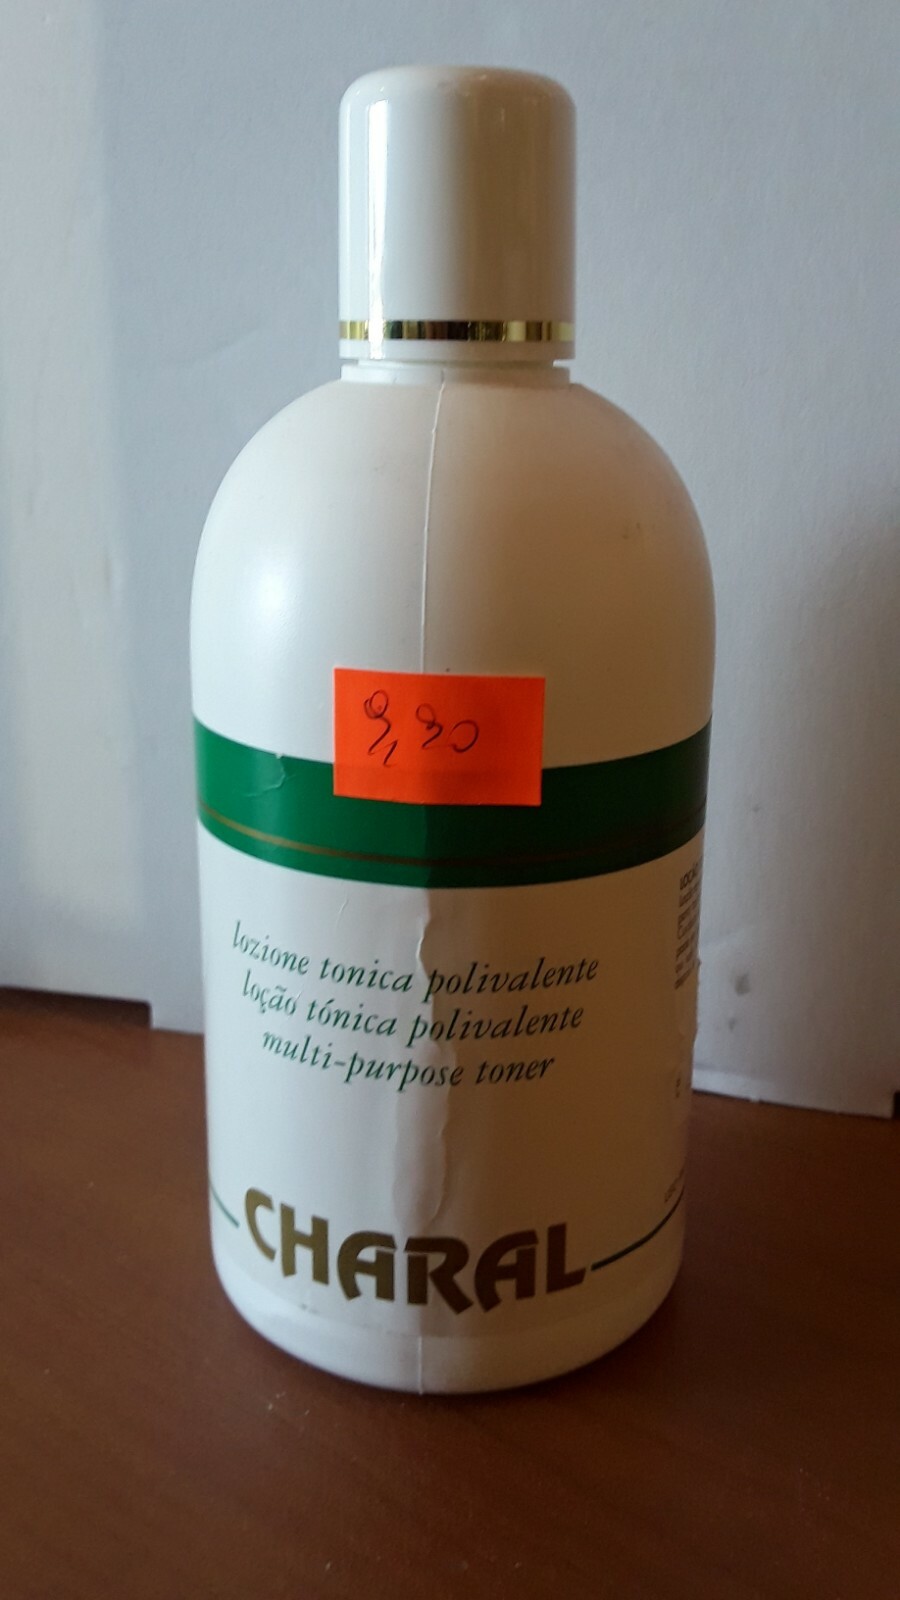 9,90
lozione tonica polivalente
loção tónica polivalente
multi-purpose toner
CHARAL